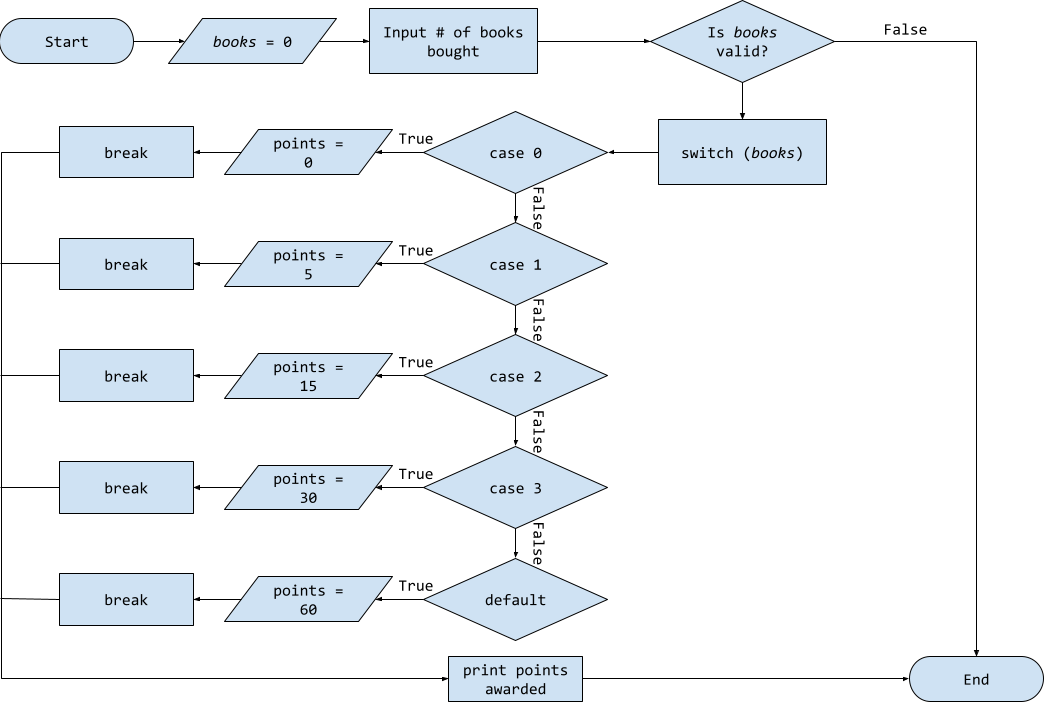 Start
books = 0
Input # of books
bought
Is books
valid?
False
switch (books)
case 0
True
points =
0
break
False
case 1
True
points =
5
break
False
case 2
True
points =
15
break
False
case 3
True
points =
30
break
False
default
True
points =
60
break
print points
awarded
End